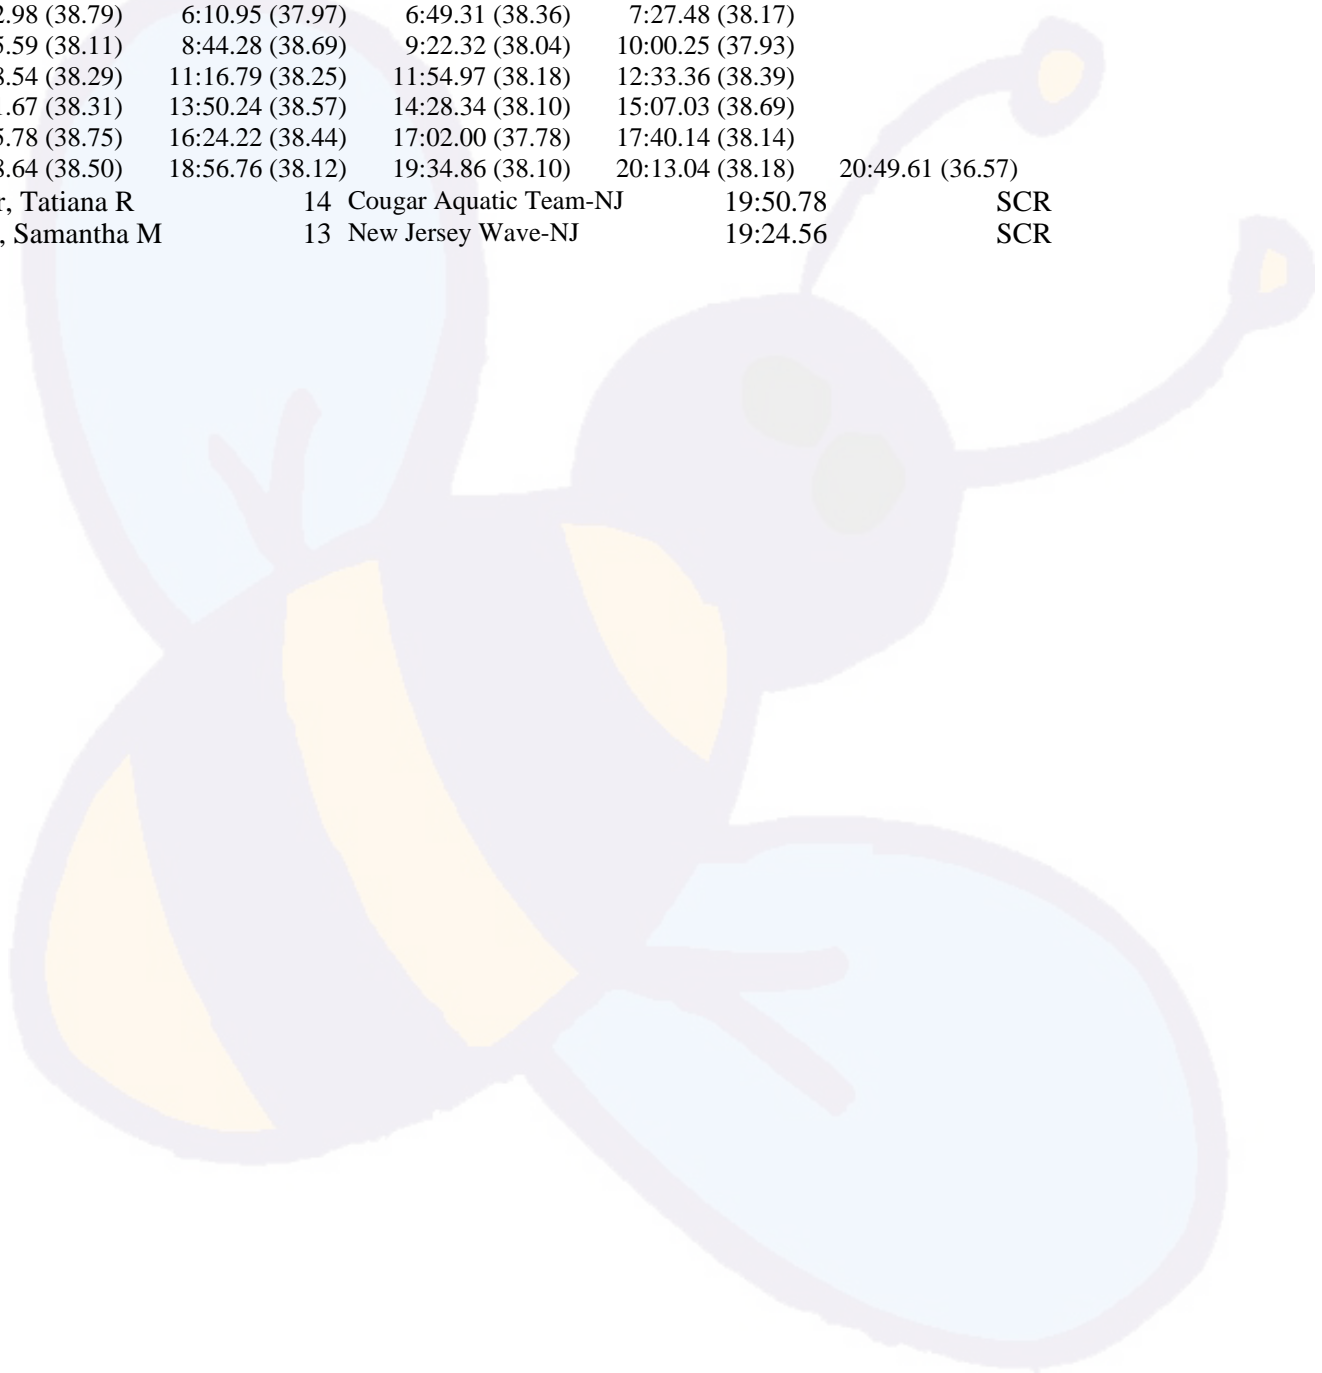 2.98 (38.79) 6:10.95 (37.97) 6:49.31 (38.36) 7:27.48 (38.17)
5.59 (38.11) 8:44.28 (38.69) 9:22.32 (38.04) 10:00.25 (37.93)
8.54 (38.29) 11:16.79 (38.25) 11:54.97 (38.18) 12:33.36 (38.39)
.67 (38.31) 13:50.24 (38.57) 14:28.34 (38.10) 15:07.03 (38.69)
5.78 (38.75) 16:24.22 (38.44) 17:02.00 (37.78) 17:40.14 (38.14)
8.64 (38.50) 18:56.76 (38.12) 19:34.86 (38.10) 20:13.04 (38.18) 20:49.61 (36.57)
r, Tatiana R 14 Cougar Aquatic Team-NJ 19:50.78 SCR
, Samantha M 13 New Jersey Wave-NJ 19:24.56 SCR